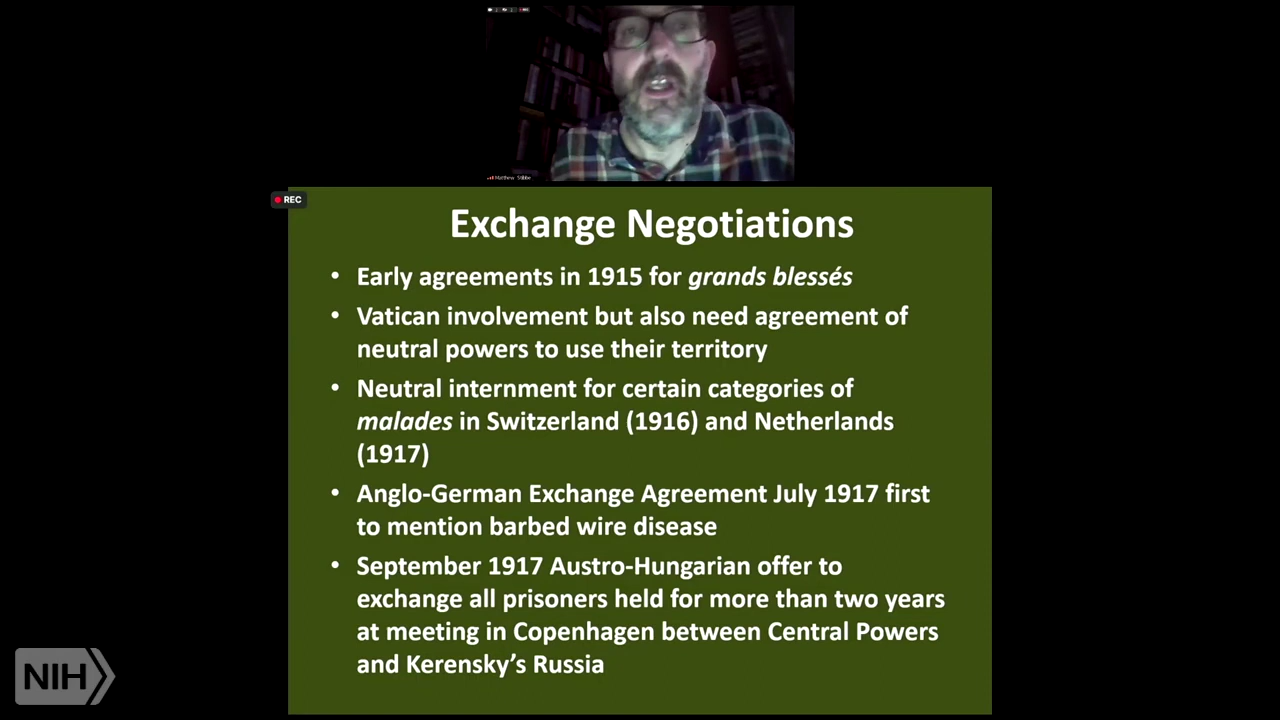 Matthew Stibbe
REC
Exchange Negotiations
• Early agreements in 1915 for grands blessés
• Vatican involvement but also need agreement of
neutral powers to use their territory
• Neutral internment for certain categories of
malades in Switzerland (1916) and Netherlands
(1917)
• Anglo-German Exchange Agreement July 1917 first
to mention barbed wire disease
• September 1917 Austro-Hungarian offer to
exchange all prisoners held for more than two years
at meeting in Copenhagen between Central Powers
and Kerensky’s Russia
NIH